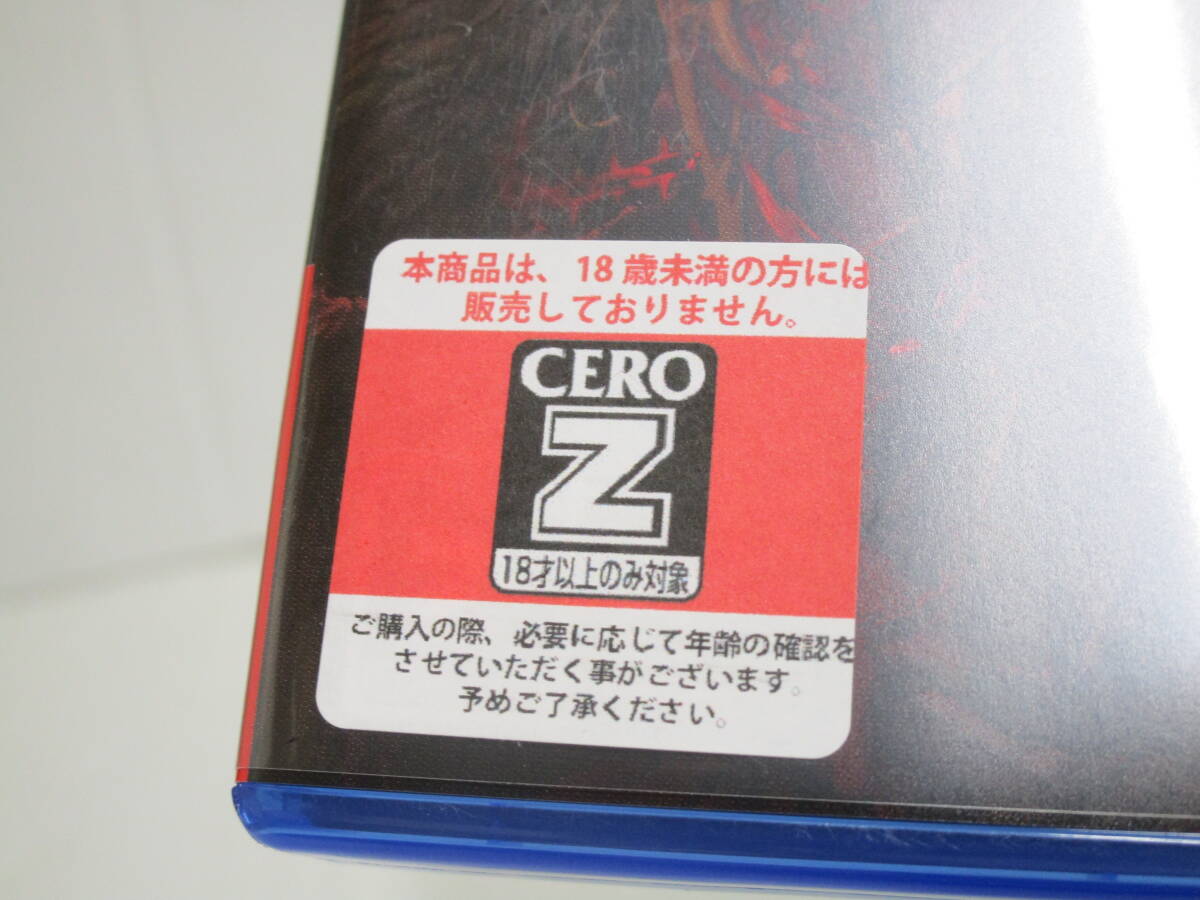 本商品は、18歳未満の方には
販売しておりません。
CERO
Z
18才以上のみ対象
ご購入の際、必要に応じて年齢の確認を
させていただく事がございます。
予めご了承ください。